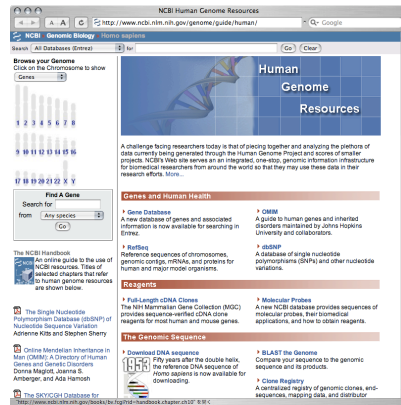 NCBI Human Genome Resources
A A
http://www.ncbi.nlm.nih.gov/genome/guide/human/
Google
NCBI Genomic Biology Homo sapiens
Search All Databases (Entrez) for Go Clear
Browse your Genome
Click on the Chromosome to show
Genes
1 2 3 4 5 6 7 8
9 10 11 12 13 14 15 16
17 18 19 20 21 22 X Y
Find A Gene
Search for
from Any species
Go
The NCBI Handbook
An online guide to the use of
NCBI resources. Titles of
selected chapters that refer
to human genome resources
are shown below.
The Single Nucleotide
Polymorphism Database (dbSNP) of
Nucleotide Sequence Variation
Adrienne Kitts and Stephen Sherry
Online Mendelian Inheritance in
Man (OMIM): A Directory of Human
Genes and Genetic Disorders
Donna Maglott, Joanna S.
Amberger, and Ada Hamosh
The SKY/CGH Database for
Human
Genome
Resources
A challenge facing researchers today is that of piecing together and analyzing the plethora of
data currently being generated through the Human Genome Project and scores of smaller
projects. NCBI's Web site serves an integrated, one-stop, genomic information infrastructure
for biomedical researchers from around the world so that they may use these data in their
research efforts. More...
Genes and Human Health
Gene Database
A new database of genes and associated
information is now available for searching in
Entrez.
OMIM
A guide to human genes and inherited
disorders maintained by Johns Hopkins
University and collaborators.
RefSeq
Reference sequences of chromosomes,
genomic contigs, mRNAs, and proteins for
human and major model organisms.
dbSNP
A database of single nucleotide
polymorphisms (SNPs) and other nucleotide
variations.
Reagents
Full-Length cDNA Clones
The NIH Mammalian Gene Collection (MGC)
provides sequence-verified cDNA clone
reagents for most human and mouse genes.
Molecular Probes
A new NCBI database provides sequences of
molecular probes, their biomedical
applications, and how to obtain reagents.
The Genomic Sequence
Download DNA sequence
1953
Fifty years after the double helix,
the reference DNA sequence of
Homo sapiens is now available for
downloading.
BLAST the Genome
Compare your sequence to the genome
sequence and its products.
Clone Registry
A centralized registry of genomic clones, end-
sequences, mapping data, and distributor